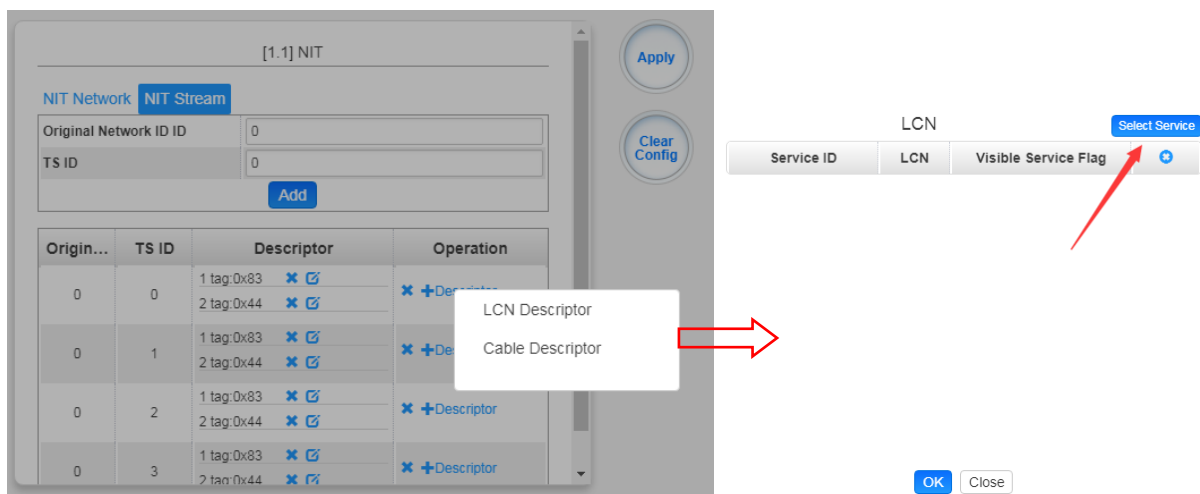 [1.1] NIT
NIT Network NIT Stream
Original Network ID ID 0
TS ID 0
Add
Origin... TS ID Descriptor Operation
0 0 1 tag:0x83 +Descriptor
2 tag:0x44
0 1 1 tag:0x83 +De
2 tag:0x44
0 2 1 tag:0x83 +Descriptor
2 tag:0x44
0 3 1 tag:0x83 +Descriptor
2 tag:0x44
LCN Descriptor
Cable Descriptor
Apply
Clear
Config
LCN Select Service
Service ID LCN Visible Service Flag
OK Close